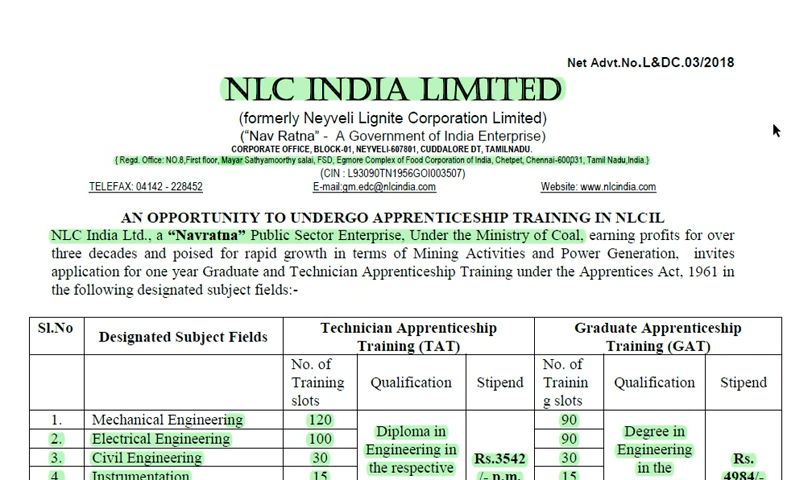 Net Advt.No.L&DC.03/2018
NLC INDIA LIMITED
(formerly Neyveli Lignite Corporation Limited)
("Nav Ratna" - A Government of India Enterprise)
CORPORATE OFFICE, BLOCK-01, NEYVELI-607801, CUDDALORE DT, TAMILNADU.
{ Regd. Office: NO.8,First floor, Mayar Sathyamoorthy salai, FSD, Egmore Complex of Food Corporation of India, Chetpet, Chennai-600031, Tamil Nadu,India.}
(CIN : L93090TN1956GOI003507)
TELEFAX: 04142 - 228452 E-mail:gm.edc@nlcindia.com Website: www.nlcindia.com
AN OPPORTUNITY TO UNDERGO APPRENTICESHIP TRAINING IN NLCIL
NLC India Ltd., a “Navratna” Public Sector Enterprise, Under the Ministry of Coal, earning profits for over
three decades and poised for rapid growth in terms of Mining Activities and Power Generation, invites
application for one year Graduate and Technician Apprenticeship Training under the Apprentices Act, 1961 in
the following designated subject fields:-
Sl.No Designated Subject Fields Technician Apprenticeship Training (TAT) Graduate Apprenticeship Training (GAT)
No. of Training slots Qualification Stipend No. of Trainin g slots Qualification Stipend
1. Mechanical Engineering 120 Diploma in 90 Degree in
2. Electrical Engineering 100 Engineering in 90 Engineering
3. Civil Engineering 30 the respective Rs.3542 30 in the Rs.
4. Instrumentation 15 /- p.m. 15 4984/-